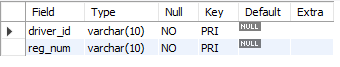 Field Type Null Key Default Extra
driver_id varchar(10) NO PRI NULL
reg_num varchar(10) NO PRI NULL